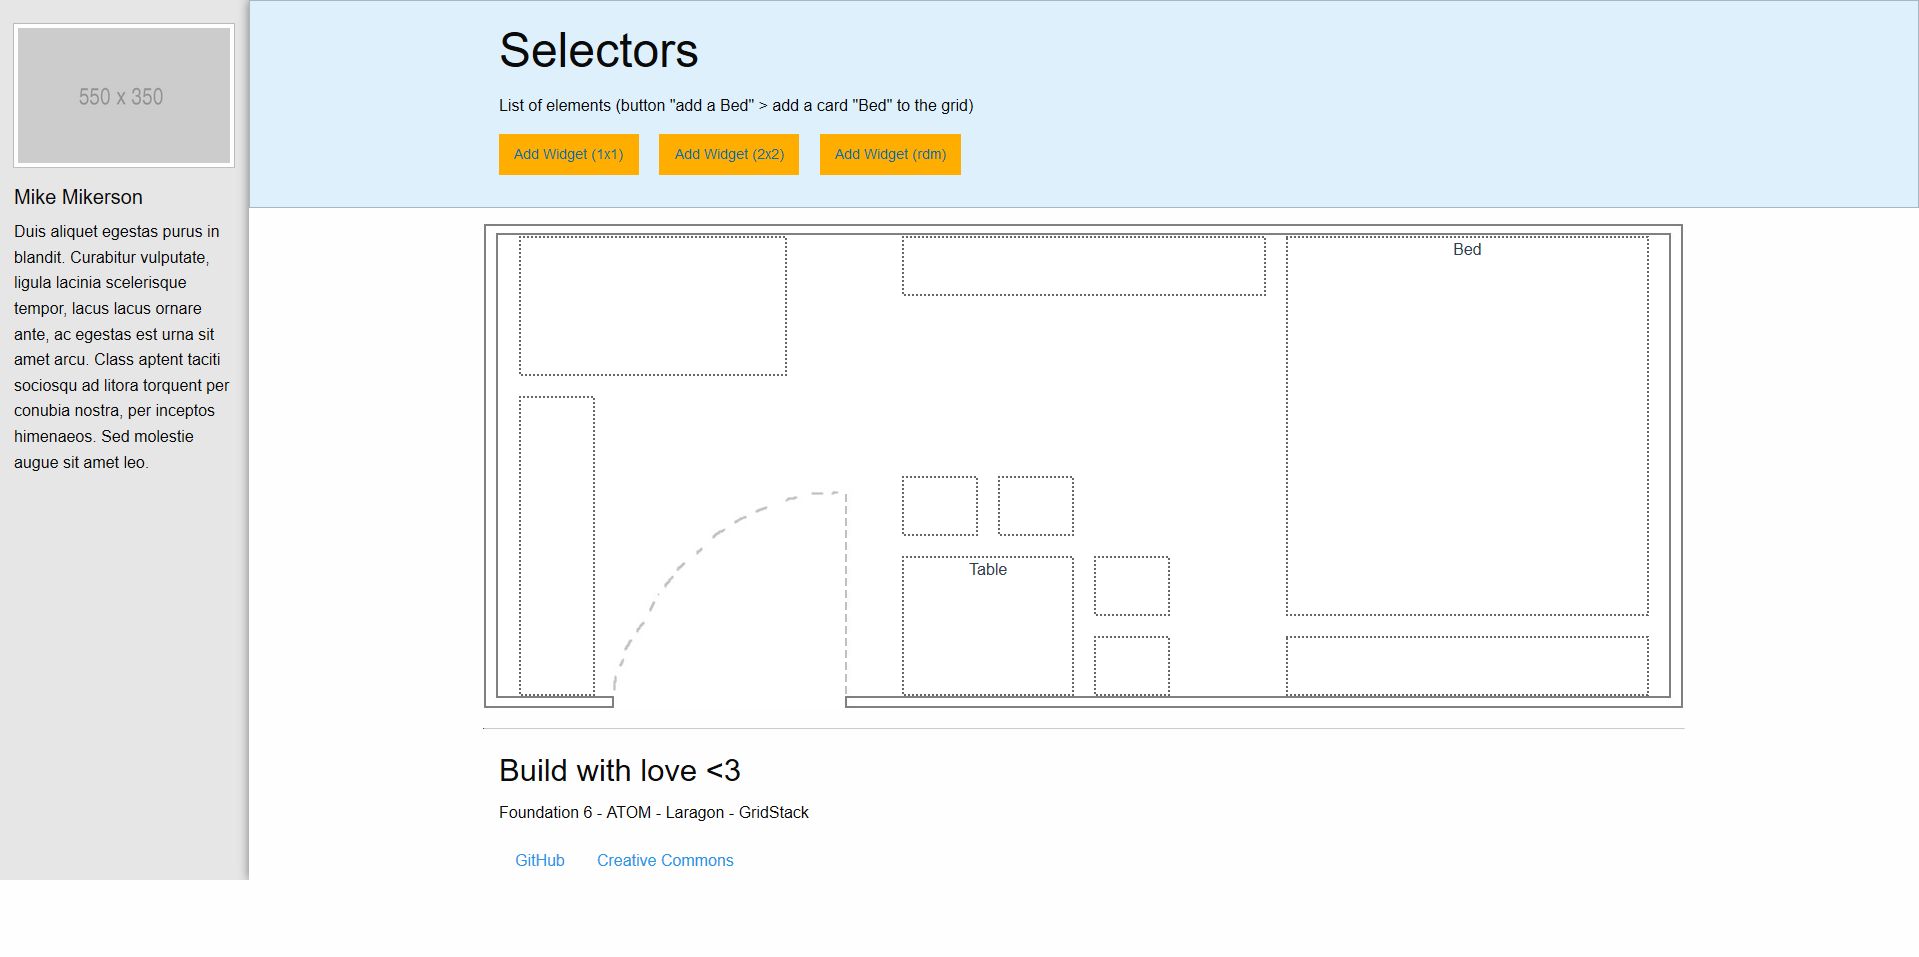 550 x 350
Mike Mikerson
Duis aliquet egestas purus in
blandit. Curabitur vulputate,
ligula lacinia scelerisque
tempor, lacus lacus ornare
ante, ac egestas est urna sit
amet arcu. Class aptent taciti
sociosqu ad litora torquent per
conubia nostra, per inceptos
himenaeos. Sed molestie
augue sit amet leo.
Selectors
List of elements (button "add a Bed" > add a card "Bed" to the grid)
Add Widget (1x1)
Add Widget (2x2)
Add Widget (rdm)
Bed
Table
Build with love <3
Foundation 6 - ATOM - Laragon - GridStack
GitHub
Creative Commons